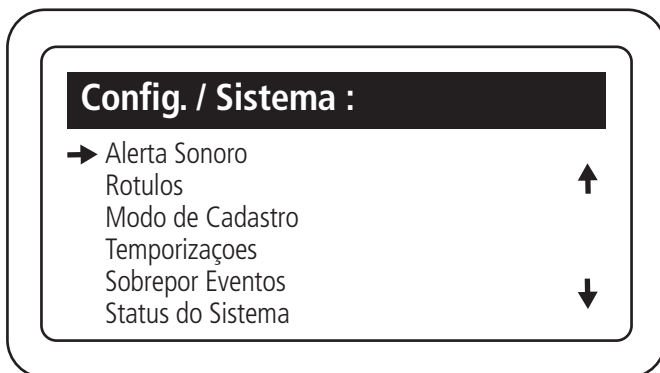 Config. / Sistema :
Alerta Sonoro
Rotulos
Modo de Cadastro
Temporizaçoes
Sobrepor Eventos
Status do Sistema